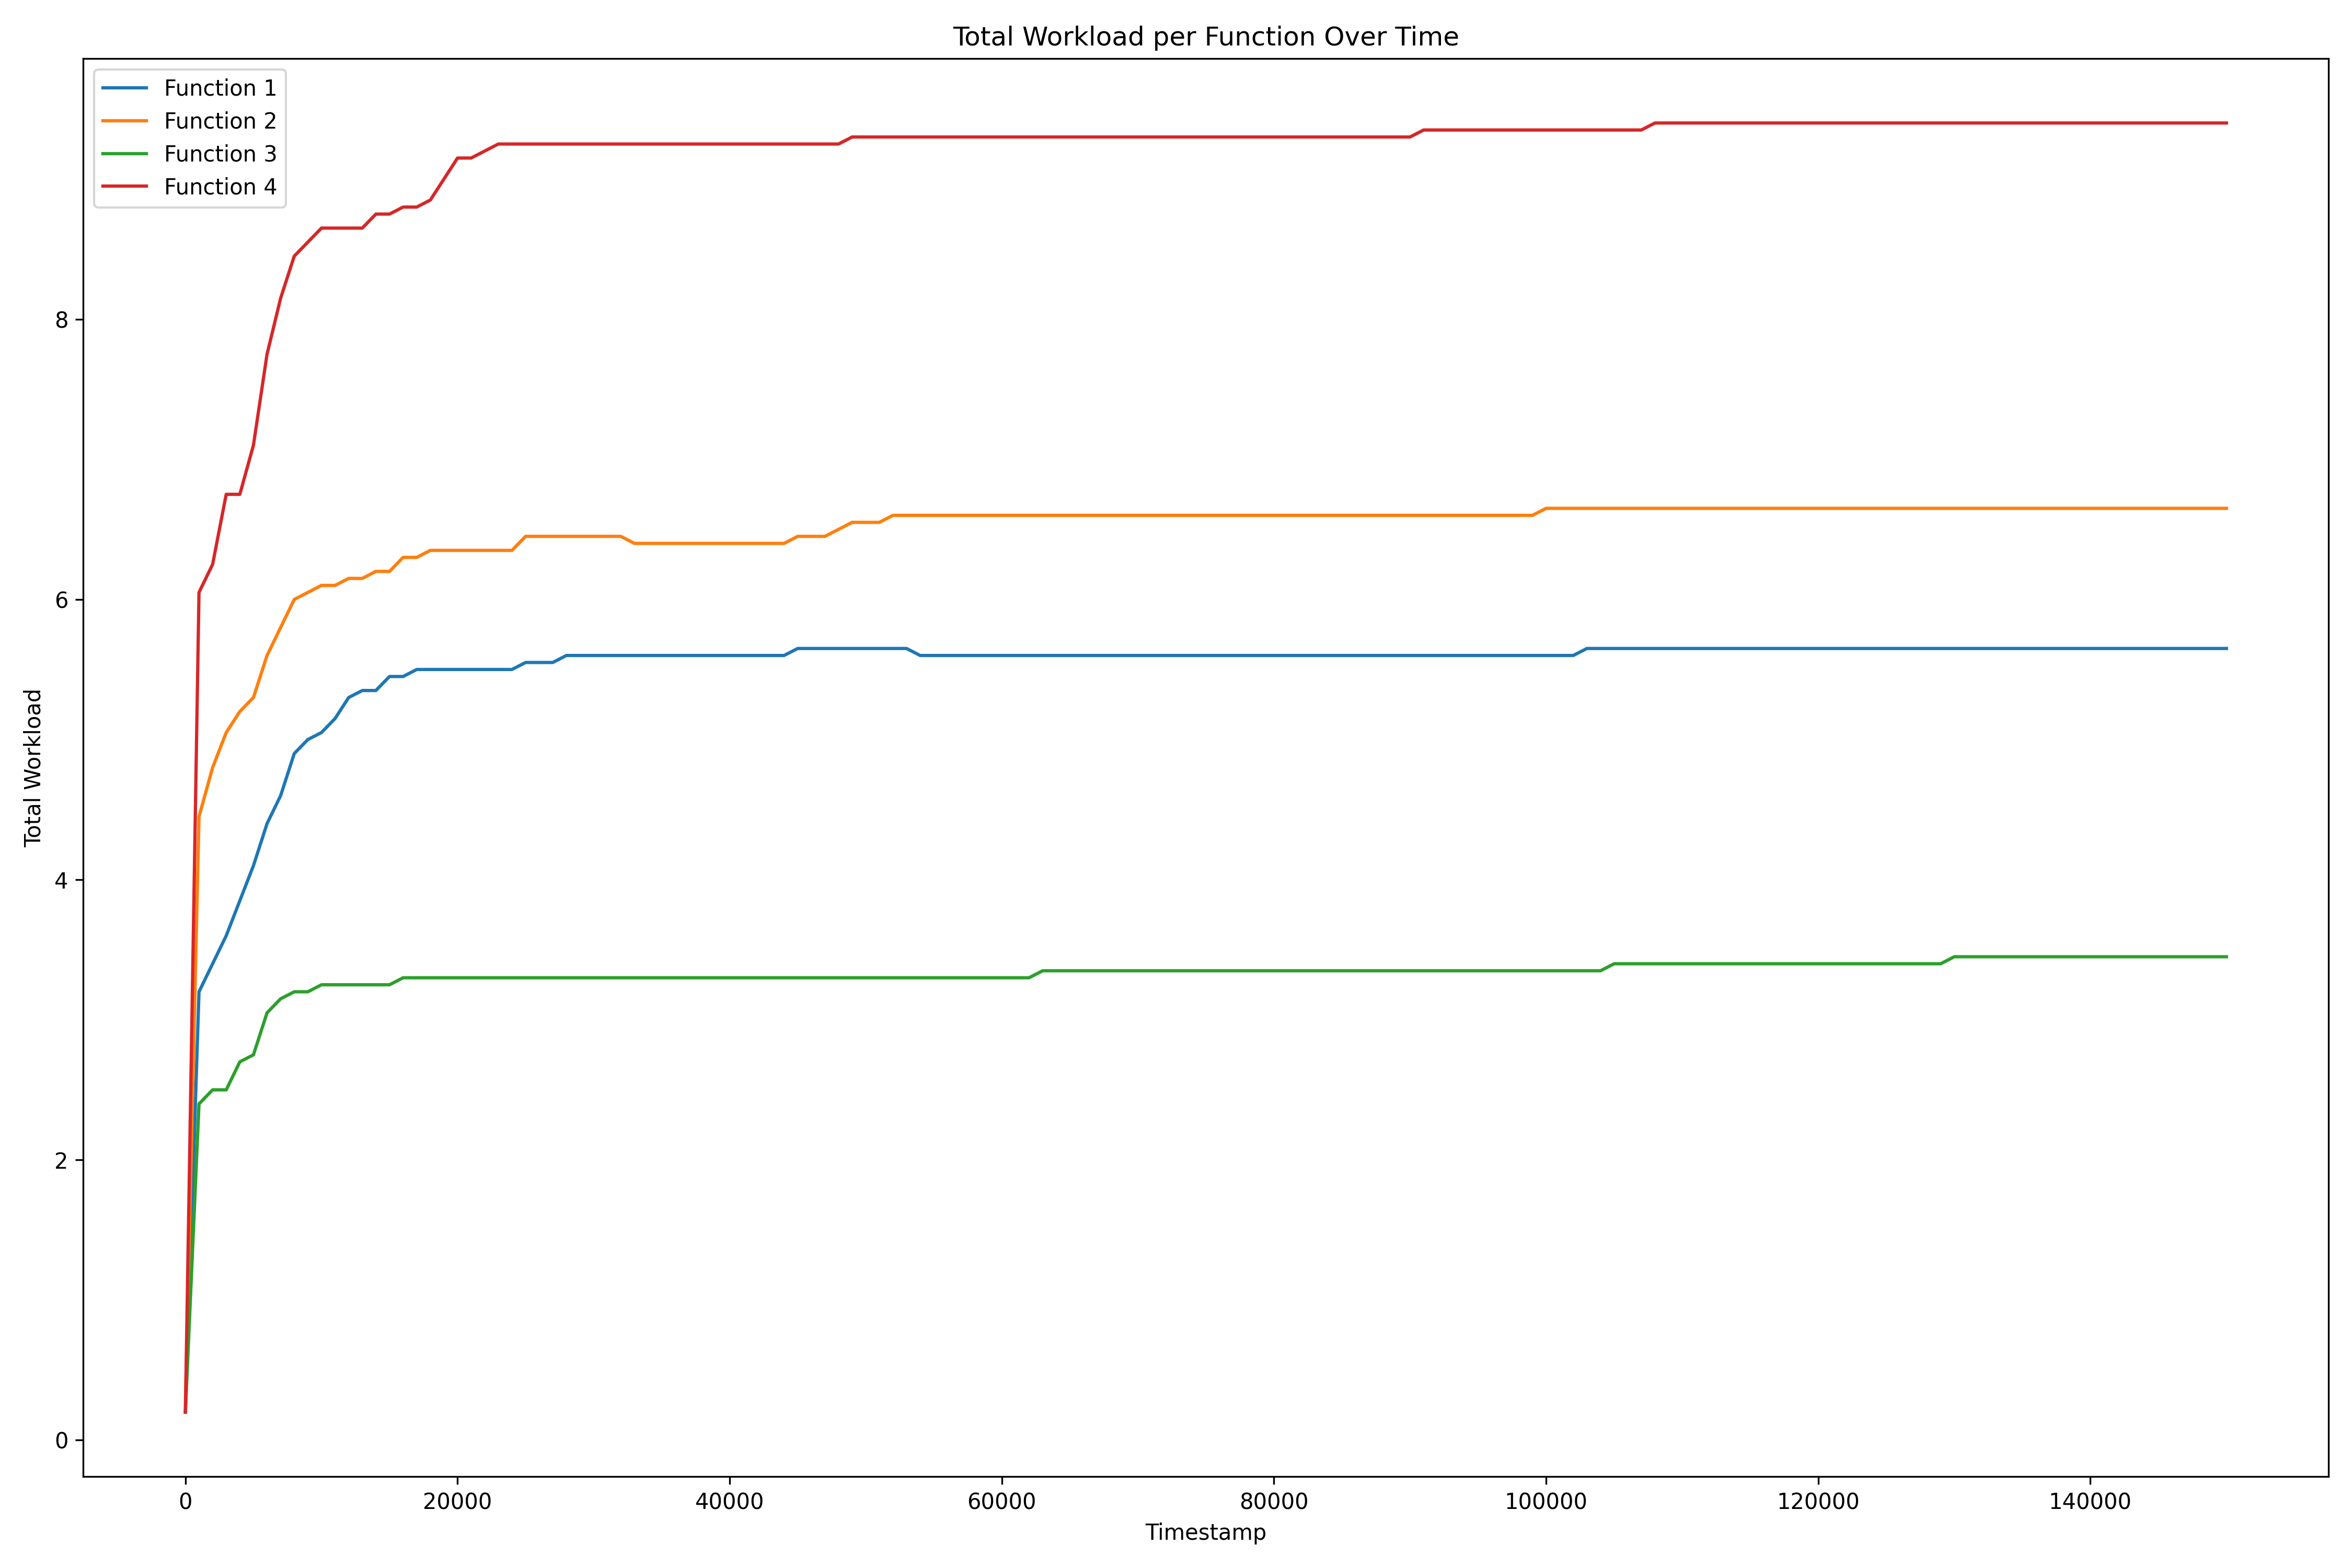 Total Workload per Function Over Time
Function 1
Function 2
Function 3
Function 4
Total Workload
8
6
4
2
0
0 20000 40000 60000 80000 100000 120000 140000
Timestamp